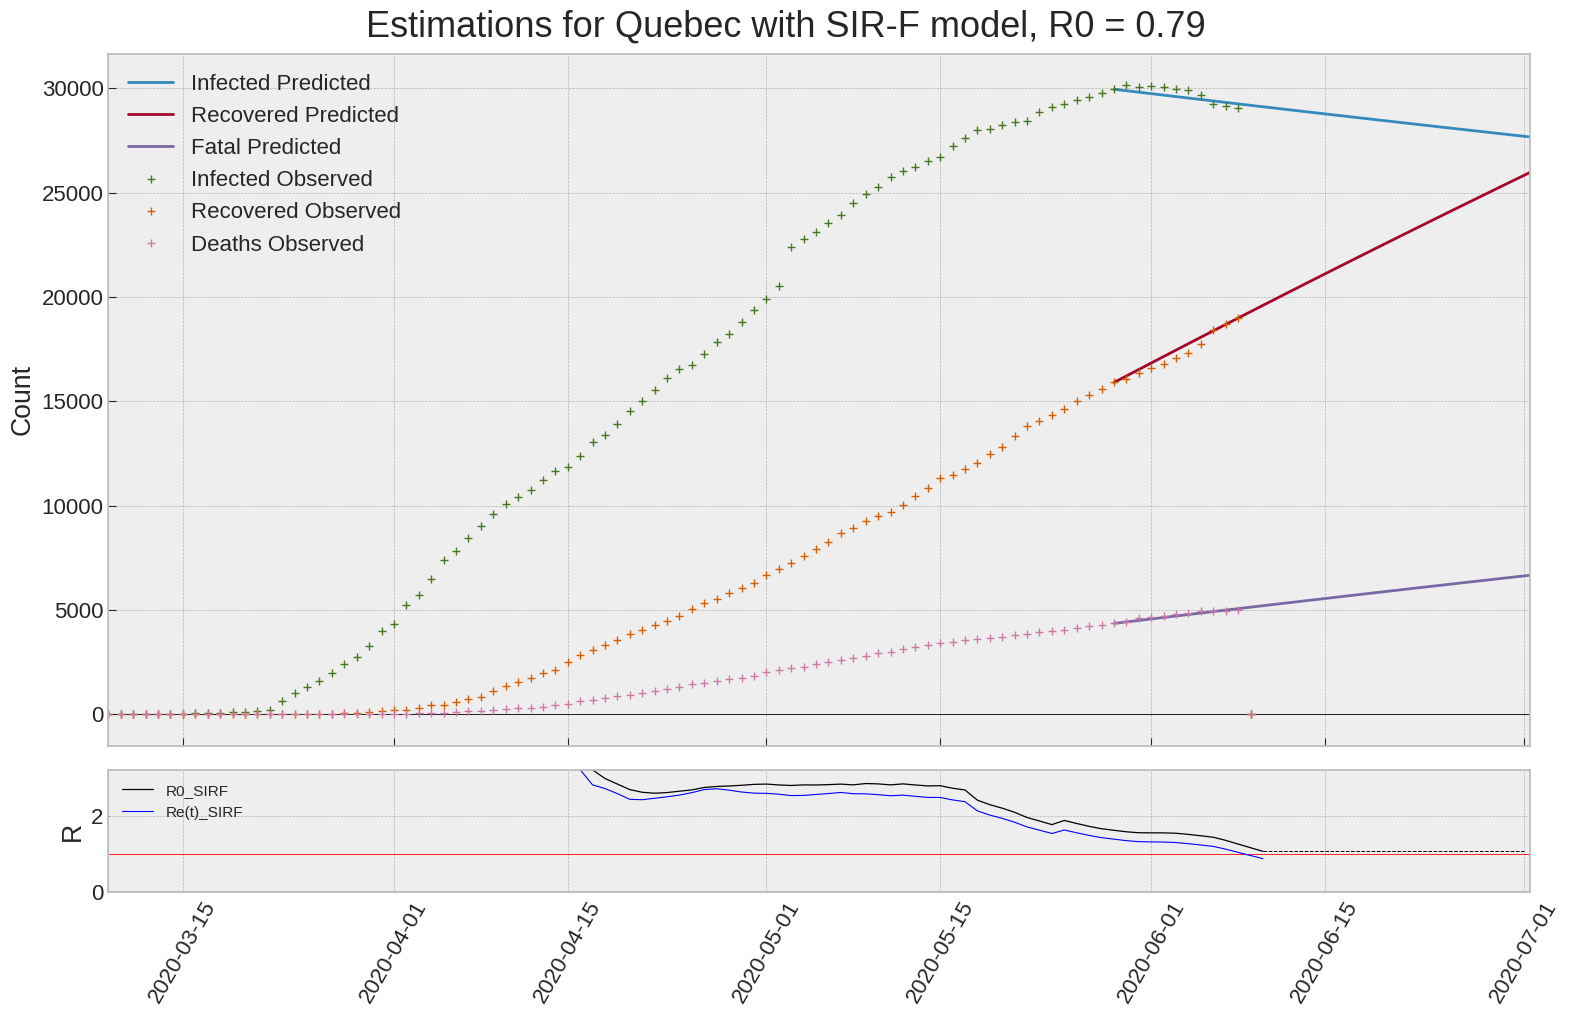 Estimations for Quebec with SIR-F model, R0 = 0.79
Infected Predicted
Recovered Predicted
Fatal Predicted
Infected Observed
Recovered Observed
Deaths Observed
30000
25000
20000
15000
10000
5000
0
Count
R0_SIRF
Re(t)_SIRF
2
0
R
2020-03-15
2020-04-01
2020-04-15
2020-05-01
2020-05-15
2020-06-01
2020-06-15
2020-07-01